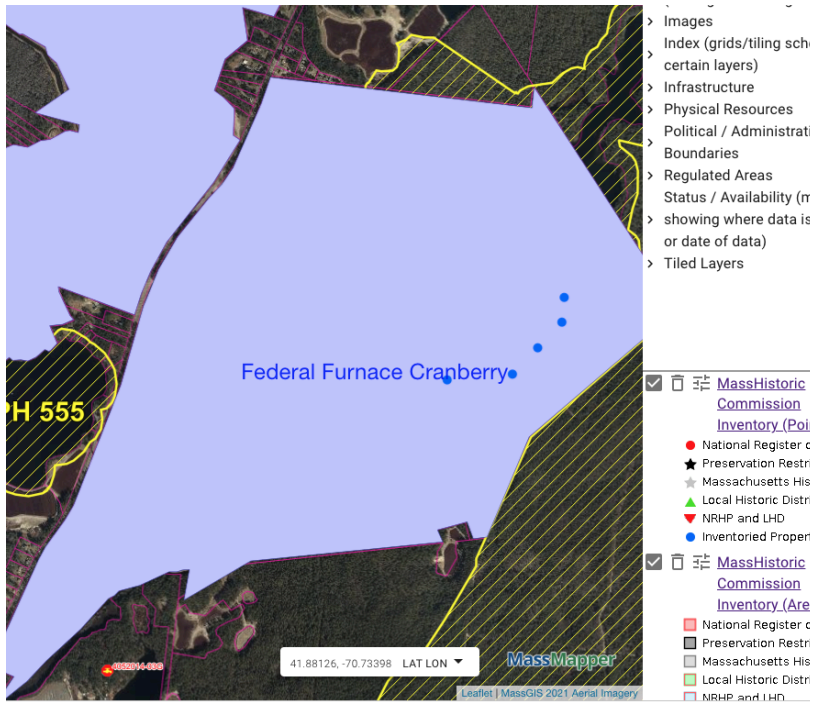 Images
Index (grids/tiling sch
certain layers)
Infrastructure
Physical Resources
Political / Administrati
Boundaries
Regulated Areas
Status / Availability (m
showing where data is
or date of data)
Tiled Layers
Federal Furnace Cranberry
PH 555
MassHistoric
Commission
Inventory (Poi
National Register o
Preservation Restri
Massachusetts His
Local Historic Distri
NRHP and LHD
Inventoried Propert
MassHistoric
Commission
Inventory (Are
National Register o
Preservation Restri
Massachusetts His
Local Historic Distri
NRHP and LHD
41.88126, -70.73398 LAT LON
MassMapper
Leaflet | MassGIS 2021 Aerial Imagery